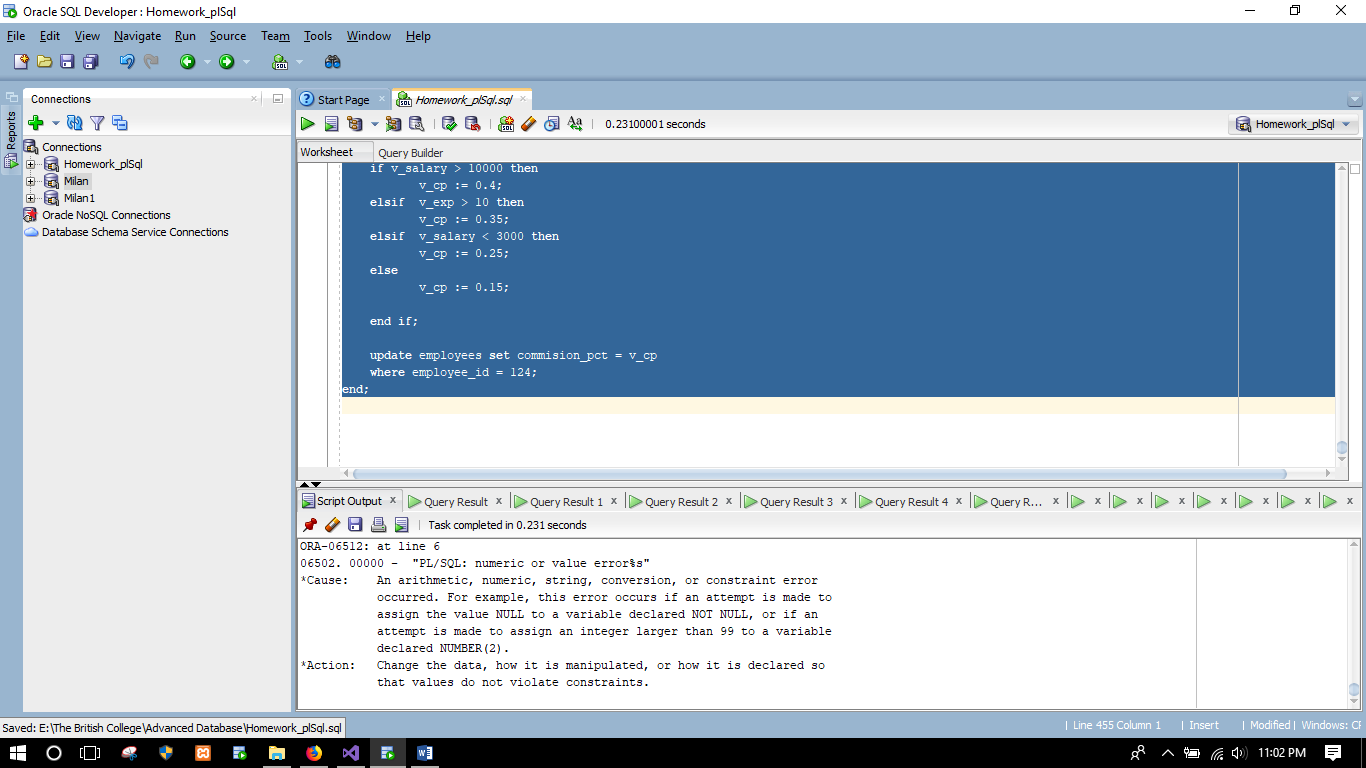 Oracle SQL Developer : Homework_plSql
File Edit View Navigate Run Source Team Tools Window Help
Reports
Connections
Connections
Homework_plSql
Milan
Milan1
Oracle NoSQL Connections
Database Schema Service Connections
Start Page
Homework_plSql.sql
0.23100001 seconds
Homework_plSql
Worksheet Query Builder
if v_salary > 10000 then
v_cp := 0.4;
elsif  v_exp > 10 then
v_cp := 0.35;
elsif  v_salary < 3000 then
v_cp := 0.25;
else
v_cp := 0.15;
end if;
update employees set commision_pct = v_cp
where employee_id = 124;
end;
Script Output Query Result Query Result 1 Query Result 2 Query Result 3 Query Result 4 Query R...
Task completed in 0.231 seconds
ORA-06512: at line 6
06502. 00000 -  "PL/SQL: numeric or value error%s"
*Cause:    An arithmetic, numeric, string, conversion, or constraint error
occurred. For example, this error occurs if an attempt is made to
assign the value NULL to a variable declared NOT NULL, or if an
attempt is made to assign an integer larger than 99 to a variable
declared NUMBER(2).
*Action:   Change the data, how it is manipulated, or how it is declared so
that values do not violate constraints.
Saved: E:\The British College\Advanced Database\Homework_plSql.sql
| Line 455 Column 1 | Insert | Modified | Windows: CF
11:02 PM